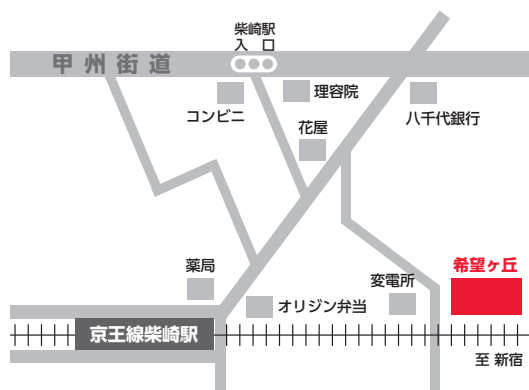 柴崎駅
入口
甲州街道
コンビニ
理容院
八千代銀行
花屋
薬局
オリジン弁当
変電所
希望ヶ丘
京王線柴崎駅
至 新宿